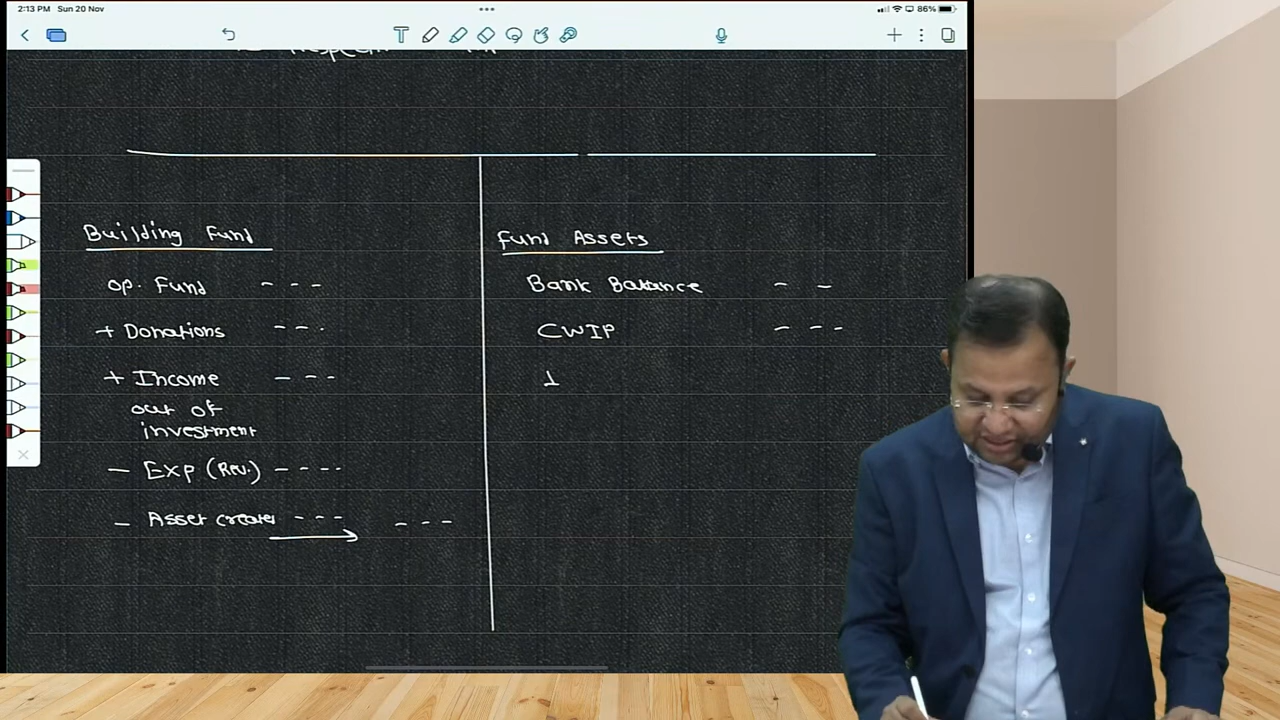 2:13 PM Sun 20 Nov
86%
Building Fund
Fund Assets
Op. Fund - - -
Bank Balance - -
+ Donations - - -
CWIP - - -
+ Income - - -
out of
investment
- Exp (Rev.) - - - -
- Asset created - - - - - -